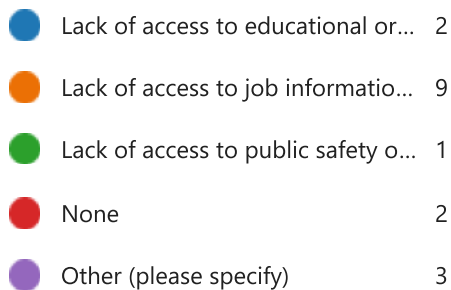 Lack of access to educational or... 2
Lack of access to job informatio... 9
Lack of access to public safety o... 1
None 2
Other (please specify) 3